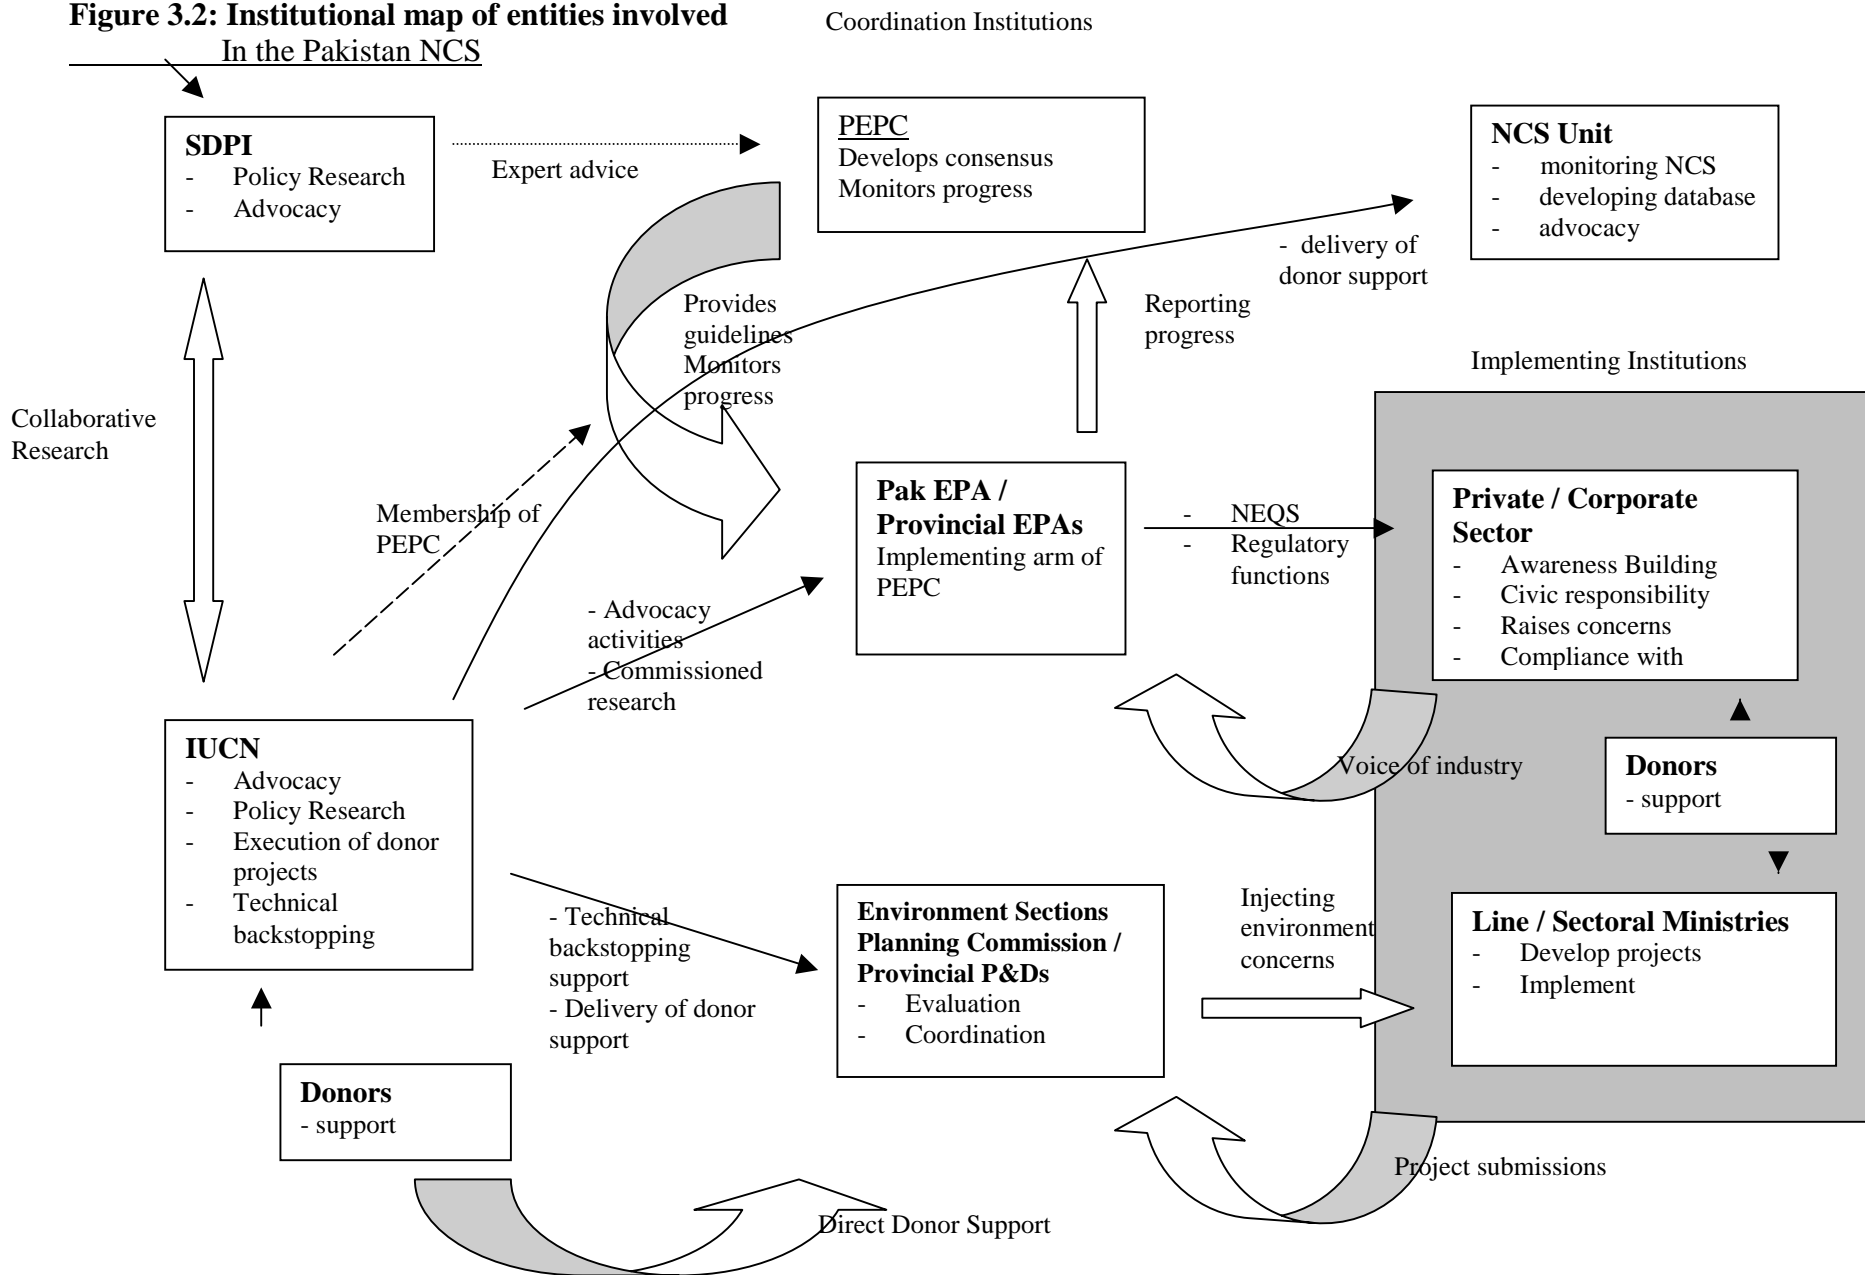 Figure 3.2: Institutional map of entities involved
In the Pakistan NCS
Coordination Institutions
SDPI
- Policy Research
- Advocacy
Expert advice
PEPC
Develops consensus
Monitors progress
NCS Unit
- monitoring NCS
- developing database
- advocacy
- delivery of
donor support
Provides
guidelines
Monitors
progress
Reporting
progress
Implementing Institutions
Collaborative
Research
Membership of
PEPC
Pak EPA /
Provincial EPAs
Implementing arm of
PEPC
- NEQS
- Regulatory
functions
Private / Corporate
Sector
- Awareness Building
- Civic responsibility
- Raises concerns
- Compliance with
- Advocacy
activities
- Commissioned
research
IUCN
- Advocacy
- Policy Research
- Execution of donor
projects
- Technical
backstopping
Voice of industry
Donors
- support
- Technical
backstopping
support
- Delivery of donor
support
Environment Sections
Planning Commission /
Provincial P&Ds
- Evaluation
- Coordination
Injecting
environment
concerns
Line / Sectoral Ministries
- Develop projects
- Implement
Donors
- support
Project submissions
Direct Donor Support